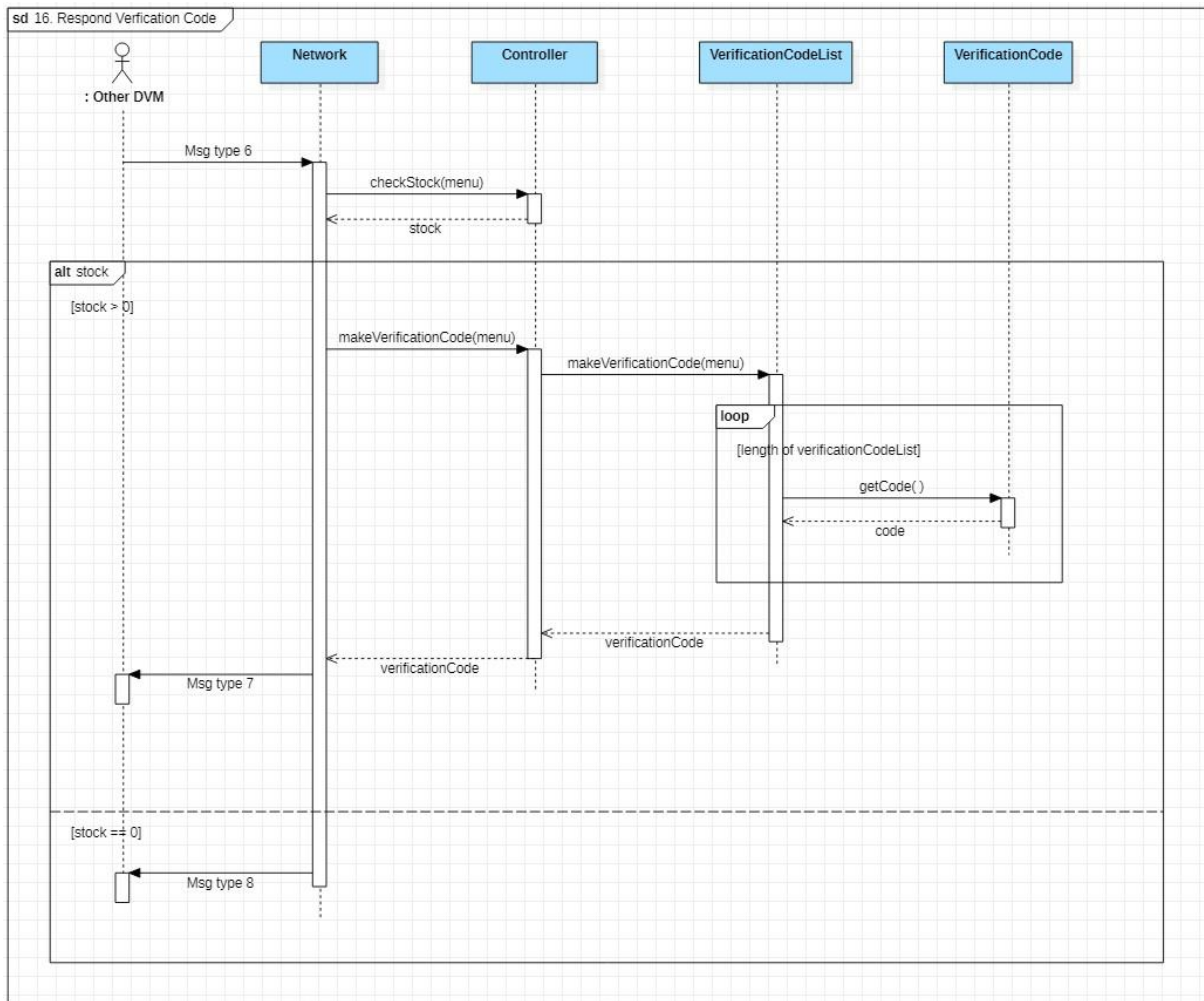 sd 16. Respond Verfication Code
Network
Controller
VerificationCodeList
VerificationCode
: Other DVM
Msg type 6
checkStock(menu)
stock
alt stock
[stock > 0]
makeVerificationCode(menu)
makeVerificationCode(menu)
loop
[length of verificationCodeList]
getCode( )
code
verificationCode
verificationCode
Msg type 7
[stock == 0]
Msg type 8